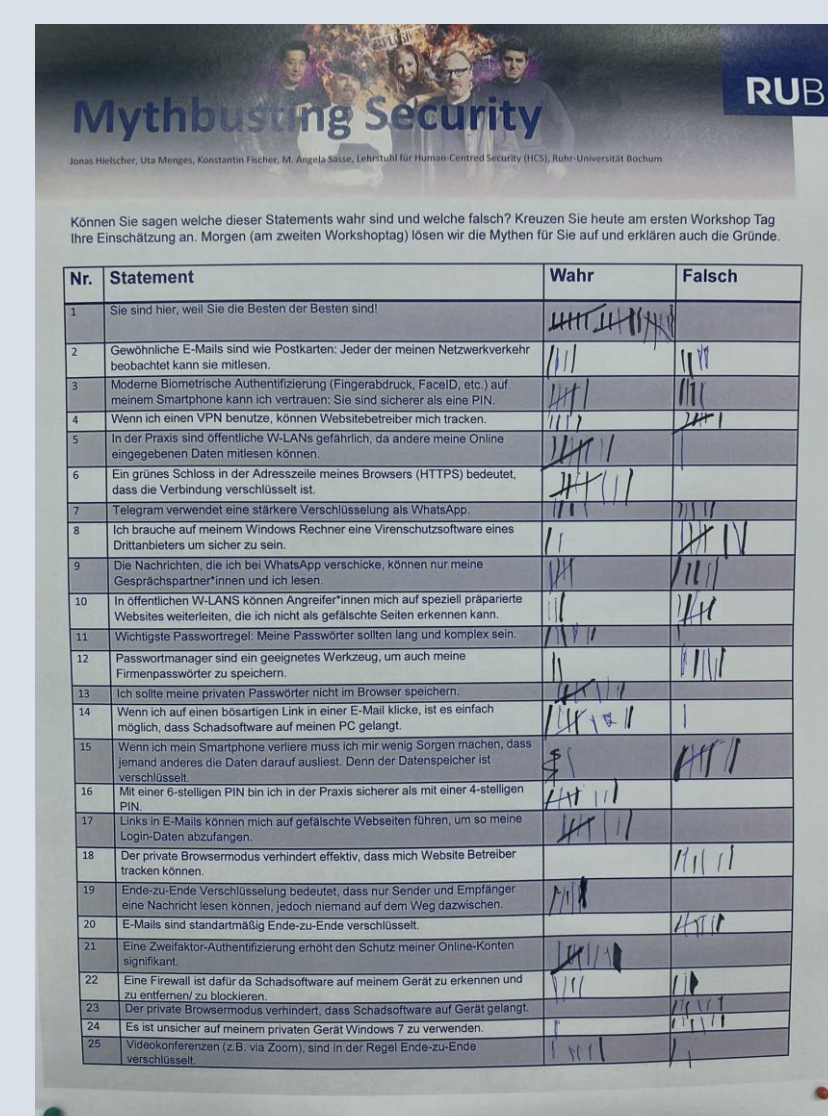 RUB
Mythbusting Security
Jonas Hielscher, Uta Menges, Konstantin Fischer, M. Angela Sasse, Lehrstuhl für Human-Centred Security (HCS), Ruhr-Universität Bochum
Können Sie sagen welche dieser Statements wahr sind und welche falsch? Kreuzen Sie heute am ersten Workshop Tag
Ihre Einschätzung an. Morgen (am zweiten Workshoptag) lösen wir die Mythen für Sie auf und erklären auch die Gründe.
Nr. Statement Wahr Falsch
1 Sie sind hier, weil Sie die Besten der Besten sind!
2 Gewöhnliche E-Mails sind wie Postkarten: Jeder der meinen Netzwerkverkehr
beobachtet kann sie mitlesen.
3 Moderne Biometrische Authentifizierung (Fingerabdruck, FaceID, etc.) auf
meinem Smartphone kann ich vertrauen: Sie sind sicherer als eine PIN.
4 Wenn ich einen VPN benutze, können Websitebetreiber mich tracken.
5 In der Praxis sind öffentliche W-LANs gefährlich, da andere meine Online
eingegebenen Daten mitlesen können.
6 Ein grünes Schloss in der Adresszeile meines Browsers (HTTPS) bedeutet,
dass die Verbindung verschlüsselt ist.
7 Telegram verwendet eine stärkere Verschlüsselung als WhatsApp.
8 Ich brauche auf meinem Windows Rechner eine Virenschutzsoftware eines
Drittanbieters um sicher zu sein.
9 Die Nachrichten, die ich bei WhatsApp verschicke, können nur meine
Gesprächspartner*innen und ich lesen.
10 In öffentlichen W-LANS können Angreifer*innen mich auf speziell präparierte
Websites weiterleiten, die ich nicht als gefälschte Seiten erkennen kann.
11 Wichtigste Passwortregel: Meine Passwörter sollten lang und komplex sein.
12 Passwortmanager sind ein geeignetes Werkzeug, um auch meine
Firmenpasswörter zu speichern.
13 Ich sollte meine privaten Passwörter nicht im Browser speichern.
14 Wenn ich auf einen bösartigen Link in einer E-Mail klicke, ist es einfach
möglich, dass Schadsoftware auf meinen PC gelangt.
15 Wenn ich mein Smartphone verliere muss ich mir wenig Sorgen machen, dass
jemand anderes die Daten darauf ausliest. Denn der Datenspeicher ist
verschlüsselt.
16 Mit einer 6-stelligen PIN bin ich in der Praxis sicherer als mit einer 4-stelligen
PIN.
17 Links in E-Mails können mich auf gefälschte Webseiten führen, um so meine
Login-Daten abzufangen.
18 Der private Browsermodus verhindert effektiv, dass mich Website Betreiber
tracken können.
19 Ende-zu-Ende Verschlüsselung bedeutet, dass nur Sender und Empfänger
eine Nachricht lesen können, jedoch niemand auf dem Weg dazwischen.
20 E-Mails sind standartmäßig Ende-zu-Ende verschlüsselt.
21 Eine Zweifaktor-Authentifizierung erhöht den Schutz meiner Online-Konten
signifikant.
22 Eine Firewall ist dafür da Schadsoftware auf meinem Gerät zu erkennen und
zu entfernen/ zu blockieren.
23 Der private Browsermodus verhindert, dass Schadsoftware auf Gerät gelangt.
24 Es ist unsicher auf meinem privaten Gerät Windows 7 zu verwenden.
25 Videokonferenzen (z.B. via Zoom), sind in der Regel Ende-zu-Ende
verschlüsselt.